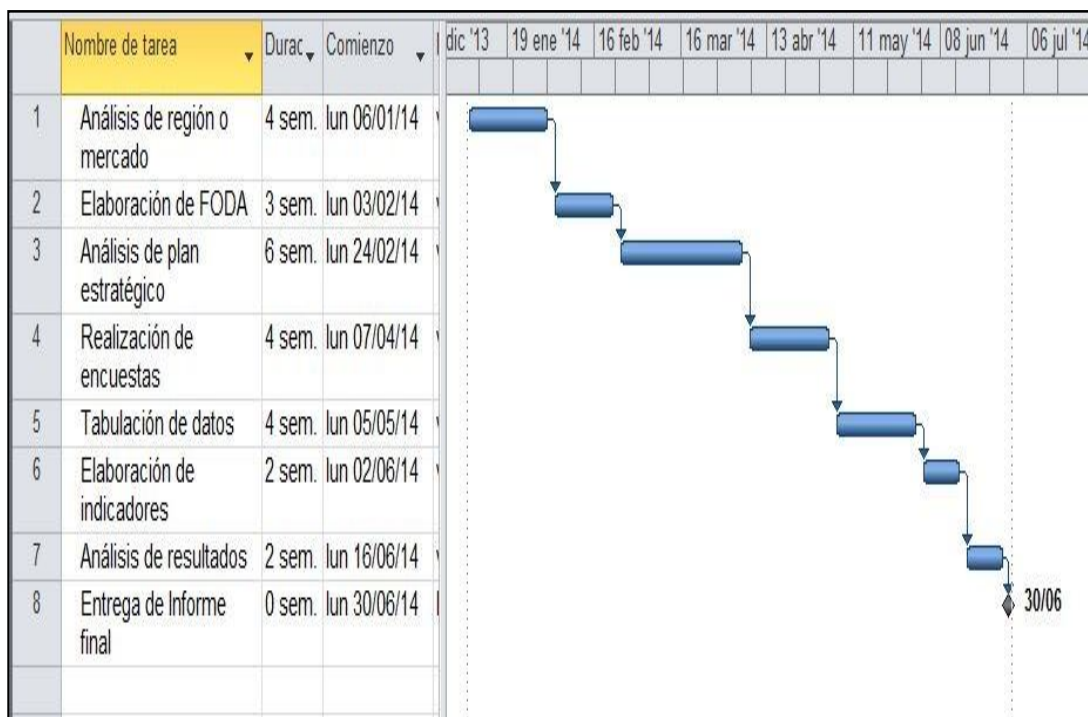 Nombre de tarea Durac Comienzo dic '13 19 ene '14 16 feb '14 16 mar '14 13 abr '14 11 may '14 08 jun '14 06 jul '14
1 Análisis de región o 4 sem. lun 06/01/14
mercado
2 Elaboración de FODA 3 sem. lun 03/02/14
3 Análisis de plan 6 sem. lun 24/02/14
estratégico
4 Realización de 4 sem. lun 07/04/14
encuestas
5 Tabulación de datos 4 sem. lun 05/05/14
6 Elaboración de 2 sem. lun 02/06/14
indicadores
7 Análisis de resultados 2 sem. lun 16/06/14
8 Entrega de Informe 0 sem. lun 30/06/14 30/06
final